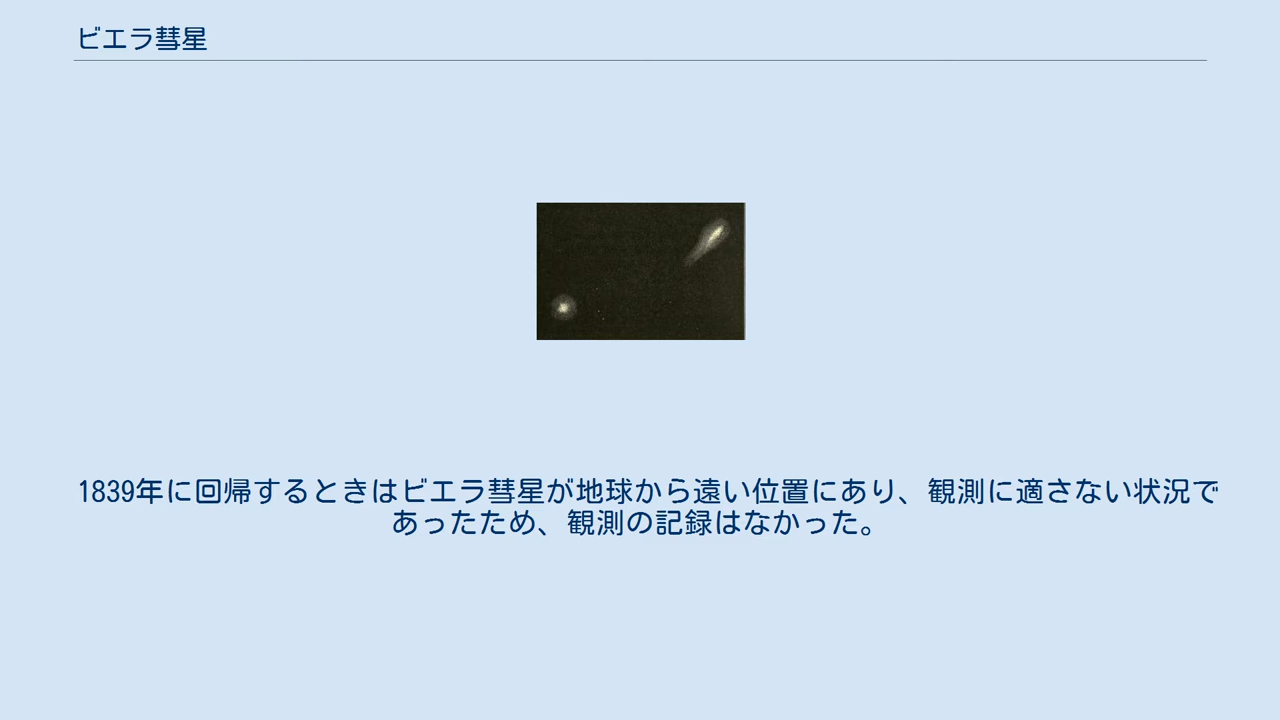 ビエラ彗星
1839年に回帰するときはビエラ彗星が地球から遠い位置にあり、観測に適さない状況で
あったため、観測の記録はなかった。